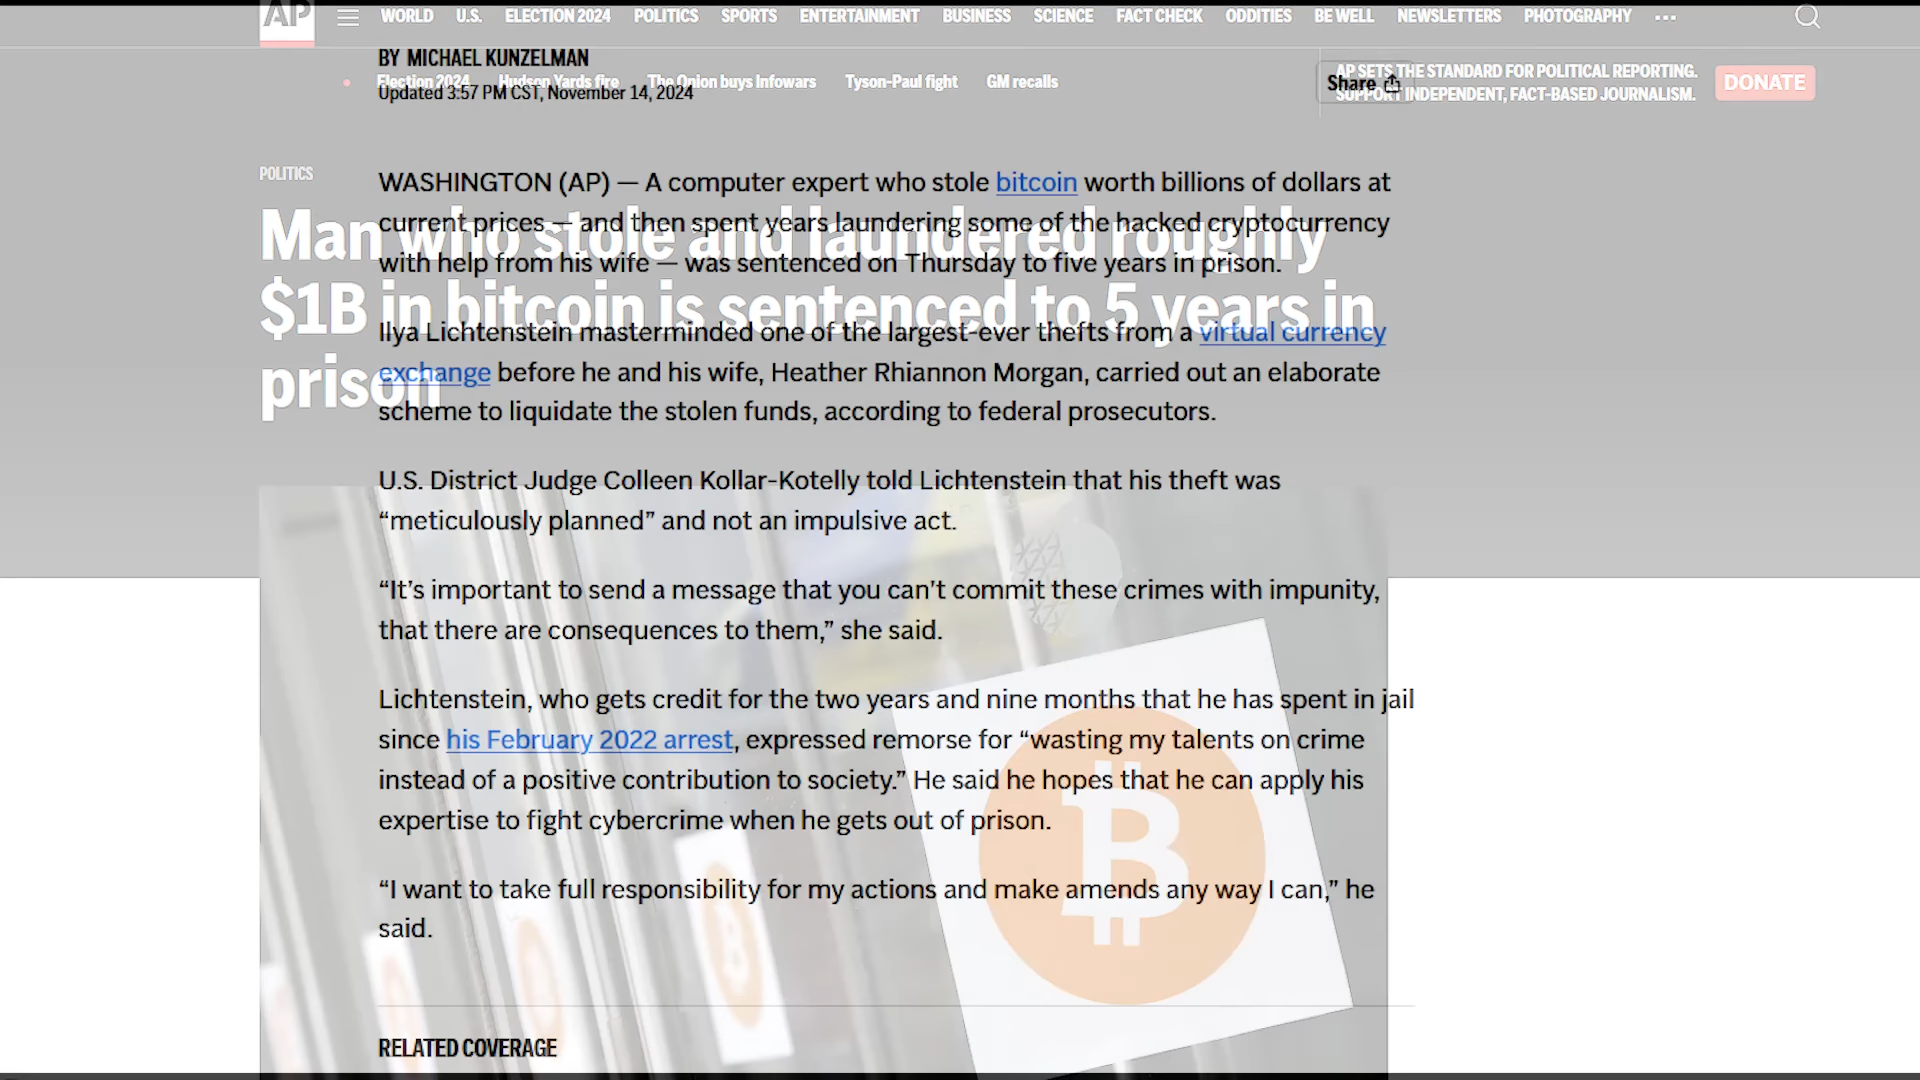 AP
WORLD U.S. ELECTION 2024 POLITICS SPORTS ENTERTAINMENT BUSINESS SCIENCE FACT CHECK ODDITIES BE WELL NEWSLETTERS PHOTOGRAPHY ...
BY MICHAEL KUNZELMAN
Election 2024 Hudson Yards fire The Onion buys Infowars Tyson-Paul fight GM recalls
Updated 3:57 PM CST, November 14, 2024
Share
AP SETS THE STANDARD FOR POLITICAL REPORTING.
SUPPORT INDEPENDENT, FACT-BASED JOURNALISM.
DONATE
POLITICS
Man who stole and laundered roughly
$1B in bitcoin is sentenced to 5 years in
prison
WASHINGTON (AP) — A computer expert who stole bitcoin worth billions of dollars at
current prices — and then spent years laundering some of the hacked cryptocurrency
with help from his wife — was sentenced on Thursday to five years in prison.
Ilya Lichtenstein masterminded one of the largest-ever thefts from a virtual currency
exchange before he and his wife, Heather Rhiannon Morgan, carried out an elaborate
scheme to liquidate the stolen funds, according to federal prosecutors.
U.S. District Judge Colleen Kollar-Kotelly told Lichtenstein that his theft was
“meticulously planned” and not an impulsive act.
“It’s important to send a message that you can’t commit these crimes with impunity,
that there are consequences to them,” she said.
Lichtenstein, who gets credit for the two years and nine months that he has spent in jail
since his February 2022 arrest, expressed remorse for “wasting my talents on crime
instead of a positive contribution to society.” He said he hopes that he can apply his
expertise to fight cybercrime when he gets out of prison.
“I want to take full responsibility for my actions and make amends any way I can,” he
said.
RELATED COVERAGE